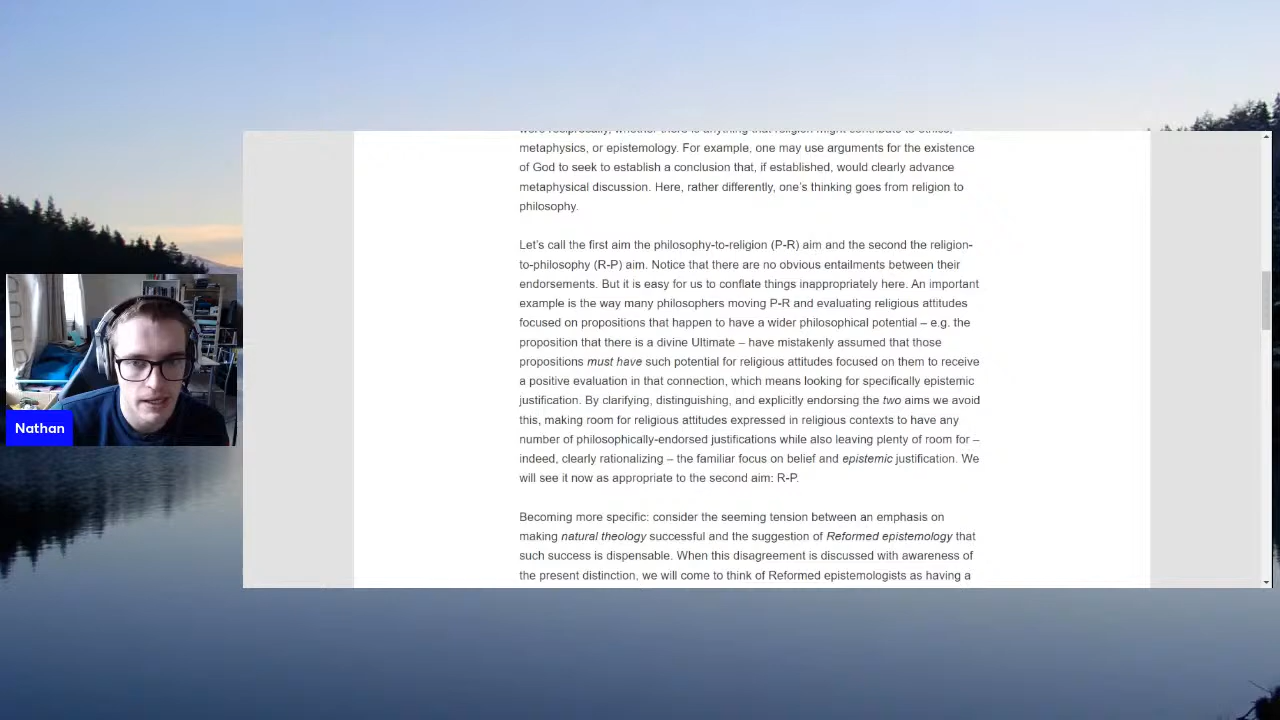 metaphysics, or epistemology. For example, one may use arguments for the existence
of God to seek to establish a conclusion that, if established, would clearly advance
metaphysical discussion. Here, rather differently, one's thinking goes from religion to
philosophy.
Let's call the first aim the philosophy-to-religion (P-R) aim and the second the religion-
to-philosophy (R-P) aim. Notice that there are no obvious entailments between their
endorsements. But it is easy for us to conflate things inappropriately here. An important
example is the way many philosophers moving P-R and evaluating religious attitudes
focused on propositions that happen to have a wider philosophical potential – e.g. the
proposition that there is a divine Ultimate – have mistakenly assumed that those
propositions must have such potential for religious attitudes focused on them to receive
a positive evaluation in that connection, which means looking for specifically epistemic
justification. By clarifying, distinguishing, and explicitly endorsing the two aims we avoid
this, making room for religious attitudes expressed in religious contexts to have any
number of philosophically-endorsed justifications while also leaving plenty of room for –
indeed, clearly rationalizing – the familiar focus on belief and epistemic justification. We
will see it now as appropriate to the second aim: R-P.
Becoming more specific: consider the seeming tension between an emphasis on
making natural theology successful and the suggestion of Reformed epistemology that
such success is dispensable. When this disagreement is discussed with awareness of
the present distinction, we will come to think of Reformed epistemologists as having a
Nathan